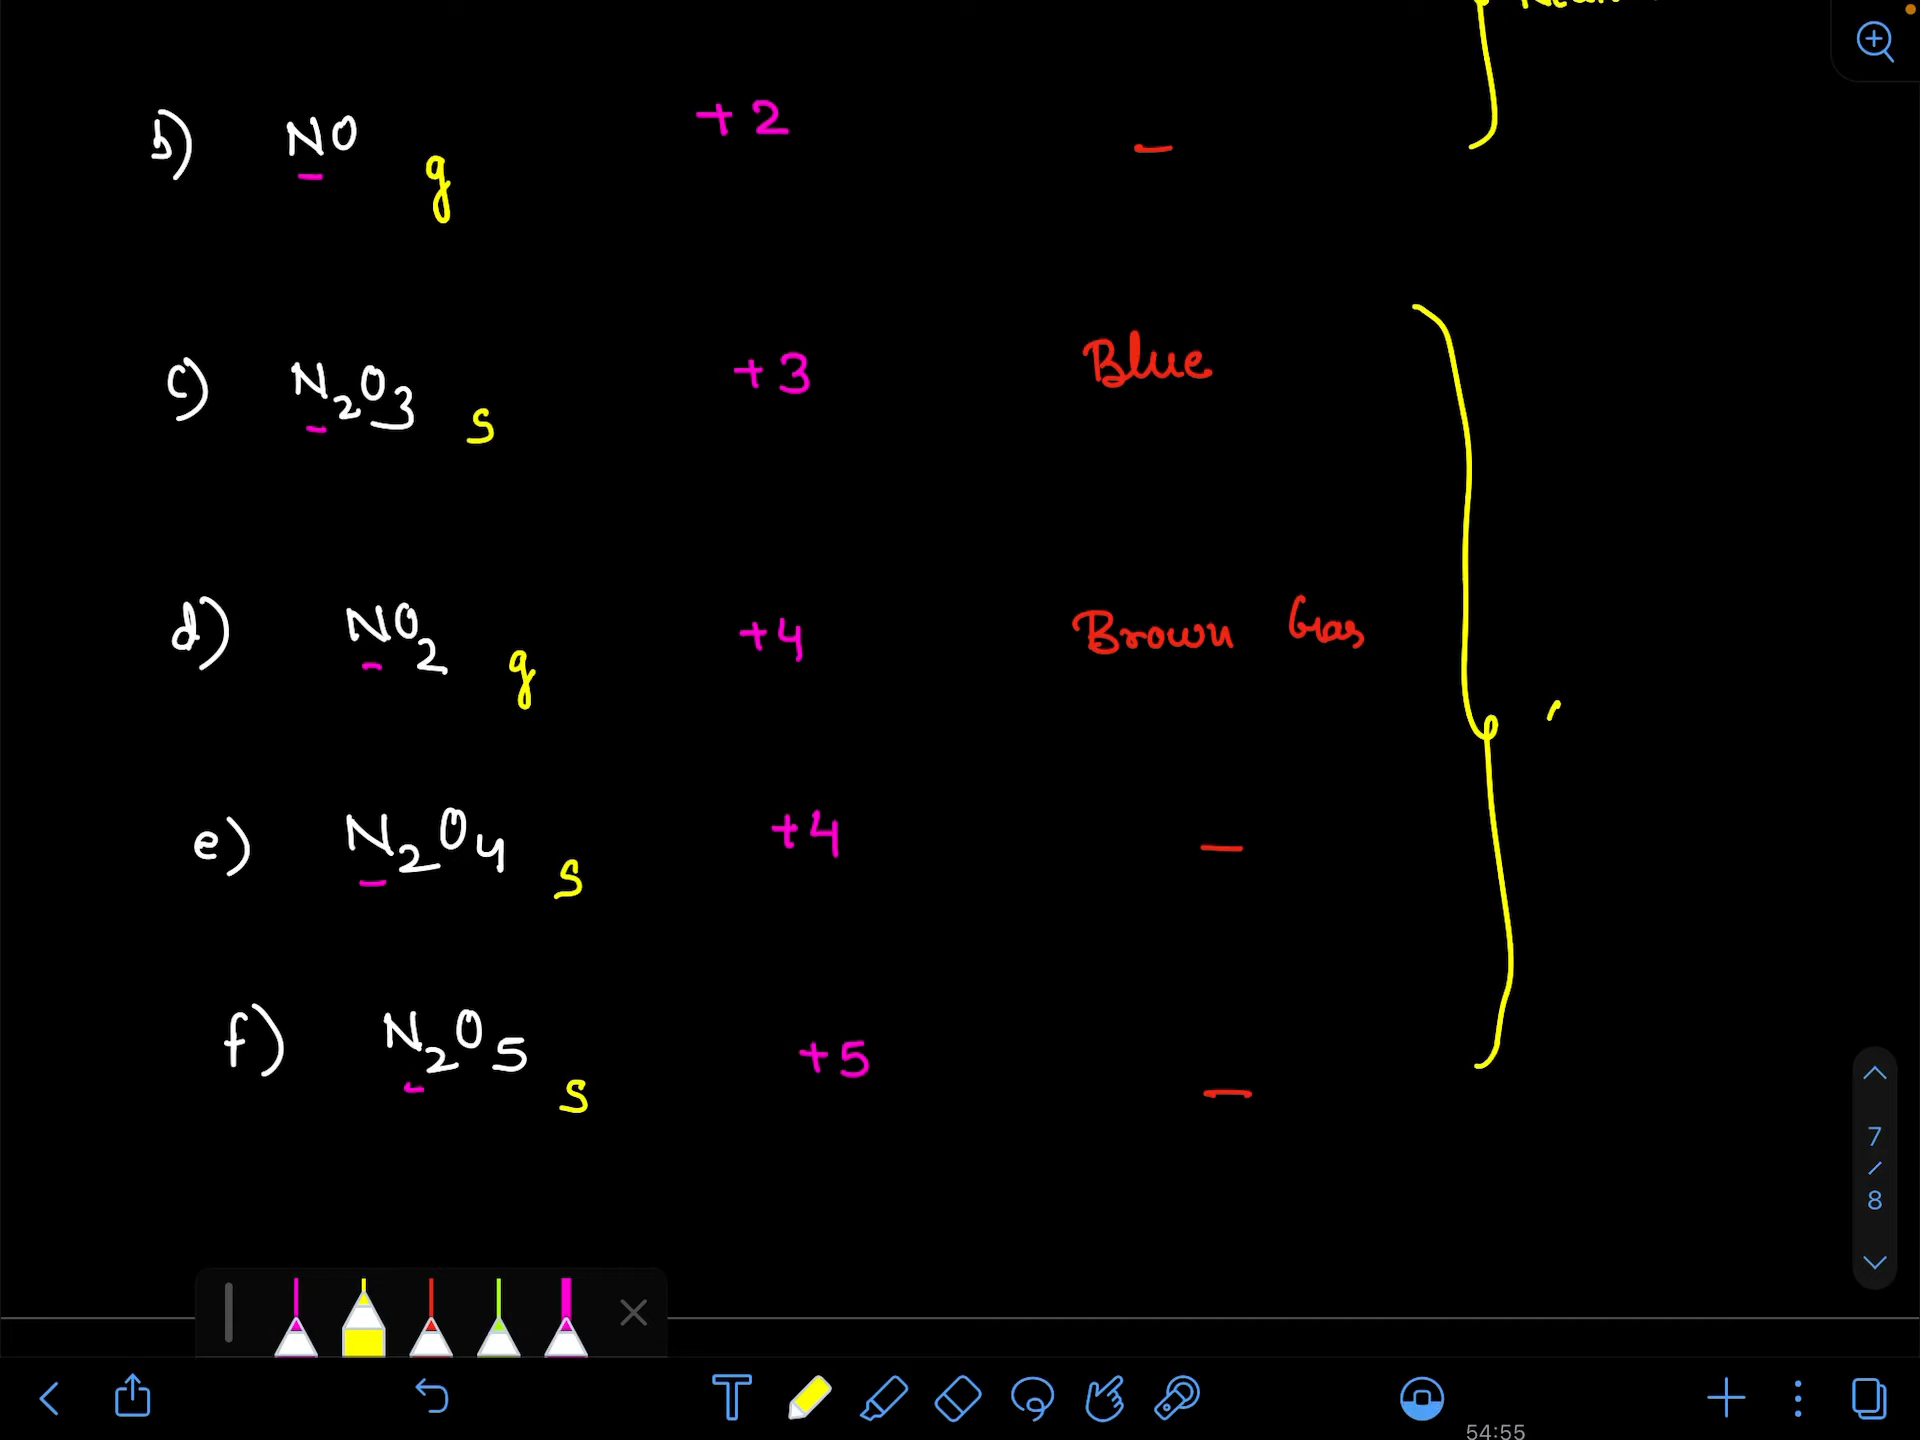 b) NO g +2 –
c) N2O3 s +3 Blue
d) NO2 g +4 Brown Gas
e) N2O4 s +4 –
f) N2O5 s +5 –
7
/
8
54:55